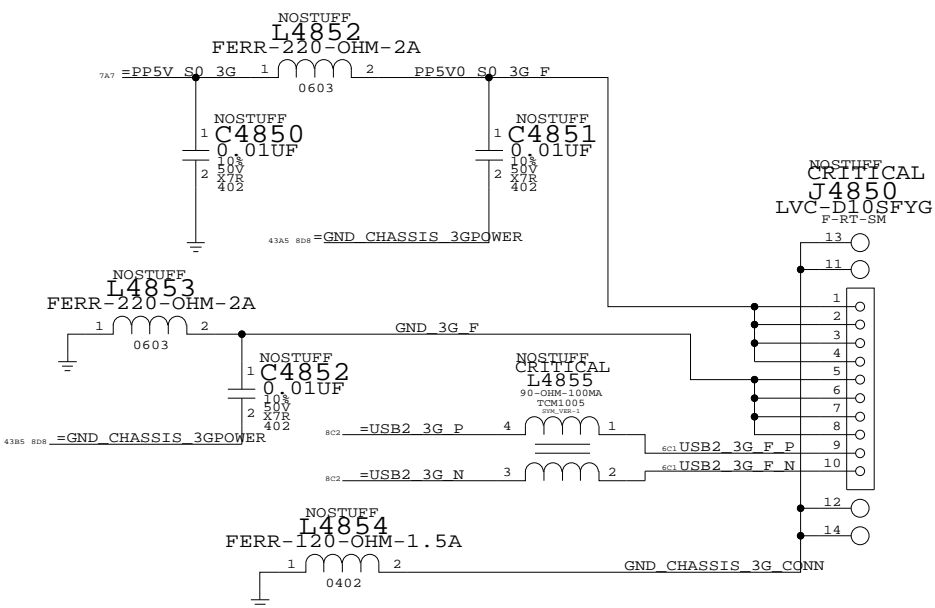 NOSTUFF
L4852
FERR-220-OHM-2A
7A7 =PP5V_S0_3G 1 2 PP5V0_S0_3G_F
0603
NOSTUFF
1 C4850
0.01UF
10%
50V
2 X7R
402
NOSTUFF
1 C4851
0.01UF
10%
50V
2 X7R
402
43A5 8D8 =GND_CHASSIS_3GPOWER
NOSTUFF
CRITICAL
J4850
LVC-D10SFYG
F-RT-SM
13
11
1
2
3
4
5
6
7
8
9
10
12
14
NOSTUFF
L4853
FERR-220-OHM-2A
1 2 GND_3G_F
0603
NOSTUFF
1 C4852
0.01UF
10%
50V
2 X7R
402
43B5 8D8 =GND_CHASSIS_3GPOWER
NOSTUFF
CRITICAL
L4855
90-OHM-100MA
TCM1005
SYM_VER-1
8C2 =USB2_3G_P 4 1
6C1 USB2_3G_F_P
8C2 =USB2_3G_N 3 2
6C1 USB2_3G_F_N
NOSTUFF
L4854
FERR-120-OHM-1.5A
1 2 GND_CHASSIS_3G_CONN
0402